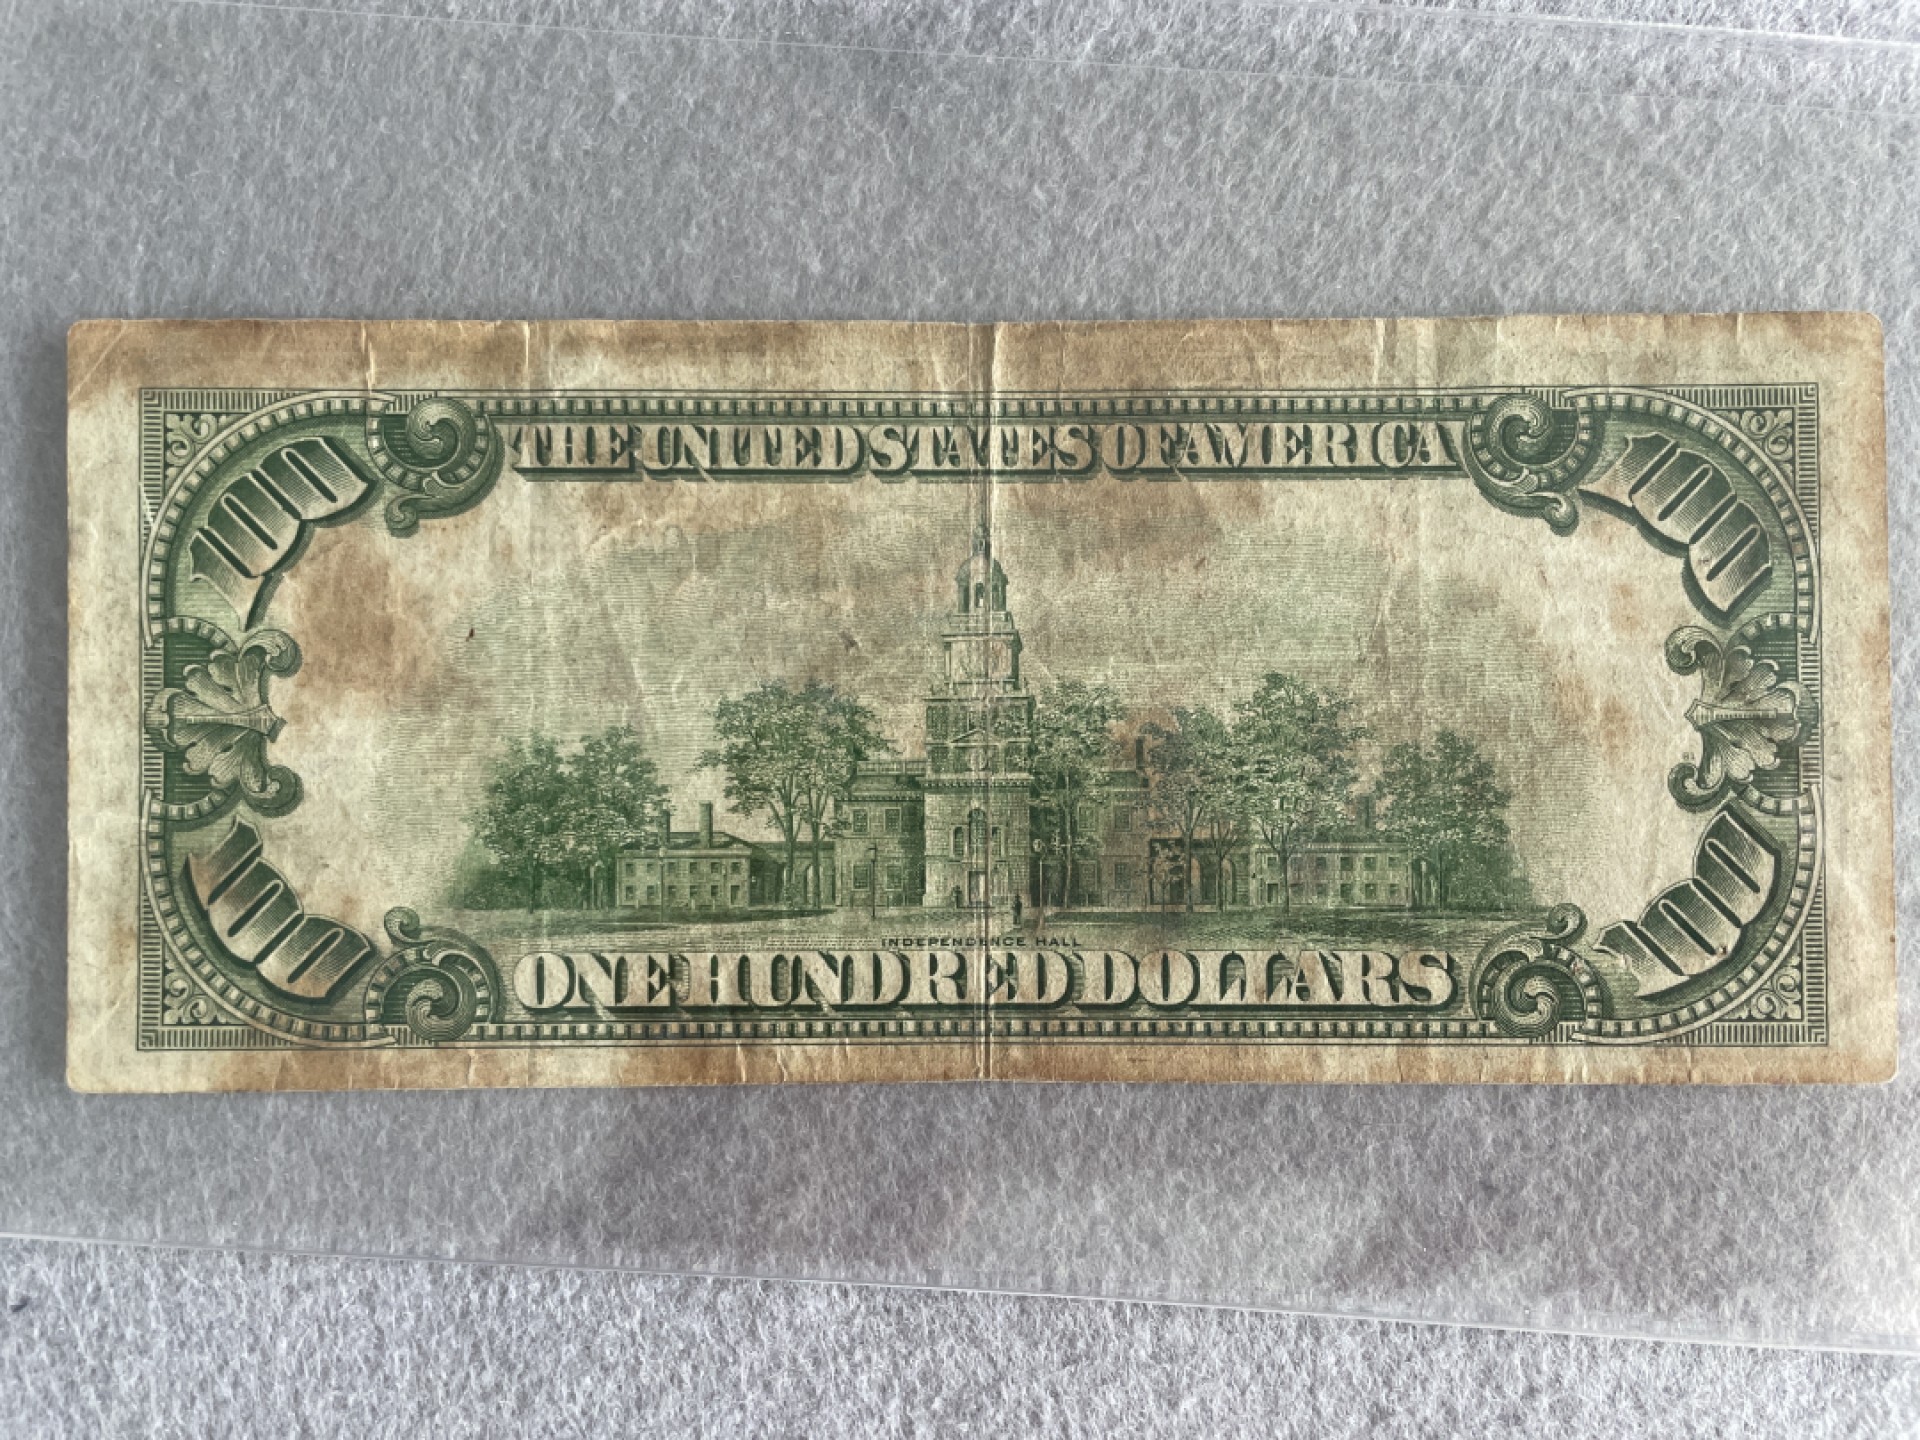 100 THE UNITED STATES OF AMERICA 100
INDEPENDENCE HALL
100 ONE HUNDRED DOLLARS 100